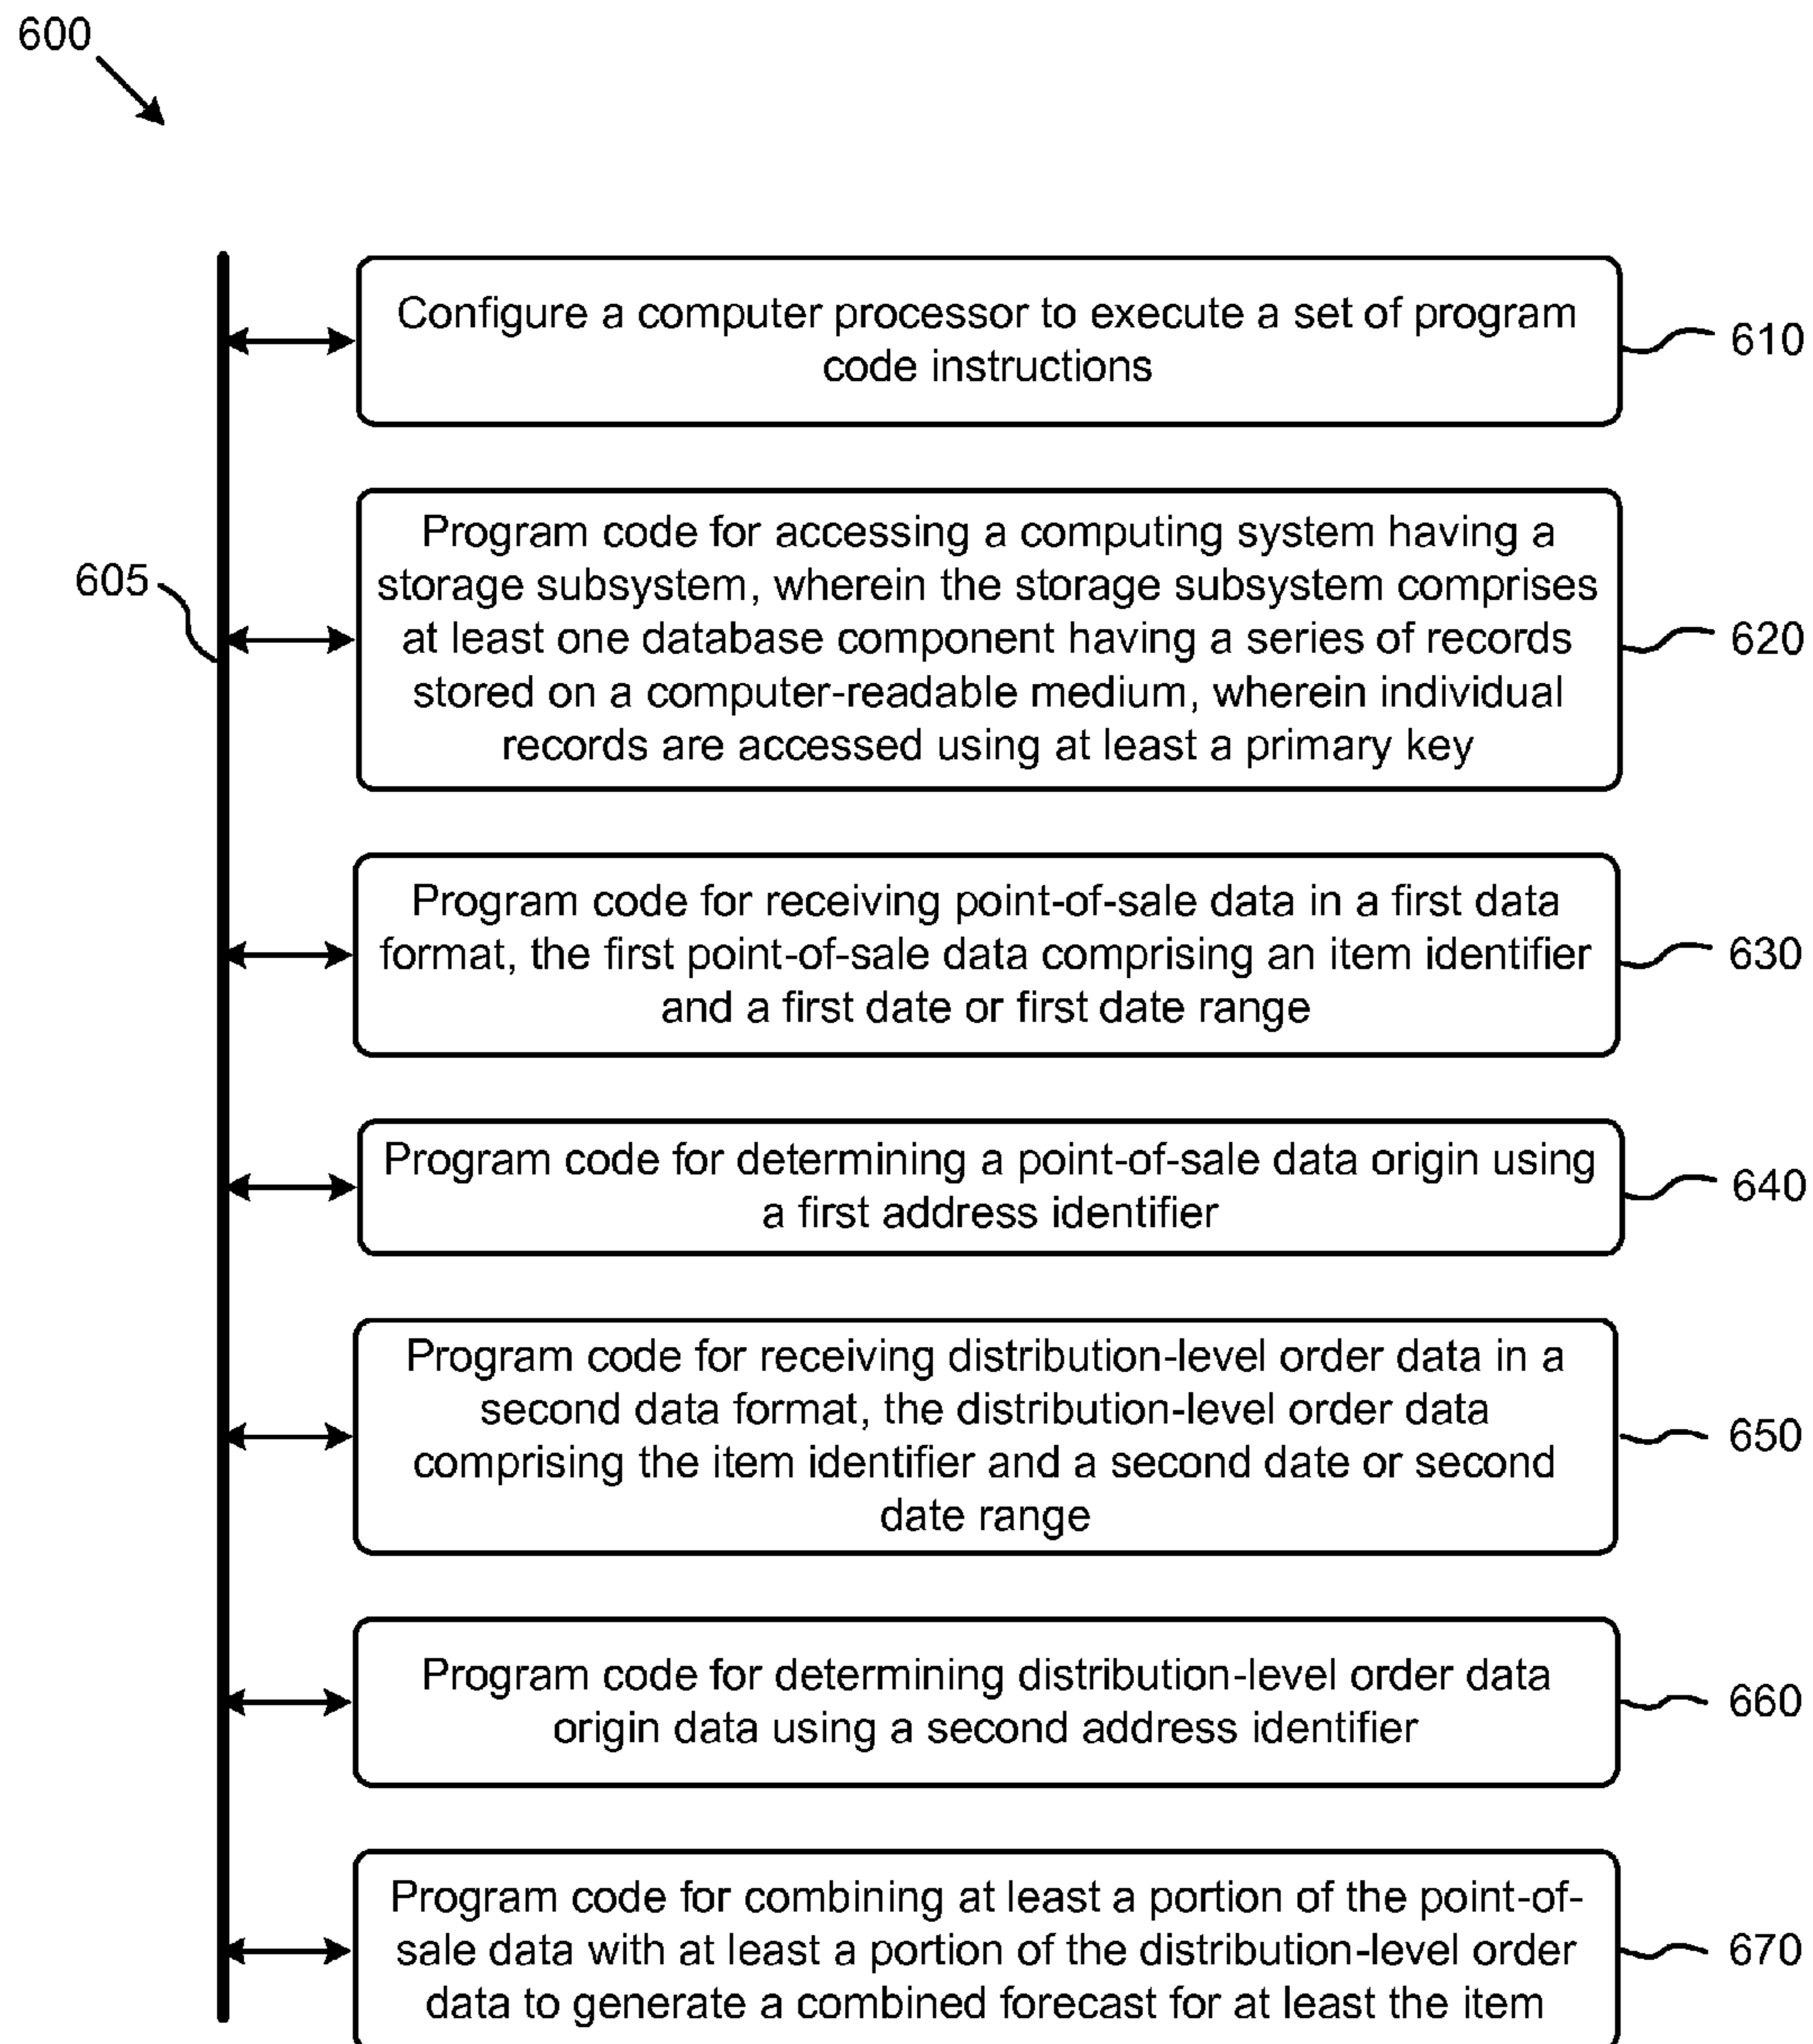 600
Configure a computer processor to execute a set of program
code instructions
610
Program code for accessing a computing system having a
storage subsystem, wherein the storage subsystem comprises
at least one database component having a series of records
stored on a computer-readable medium, wherein individual
records are accessed using at least a primary key
605
620
Program code for receiving point-of-sale data in a first data
format, the first point-of-sale data comprising an item identifier
and a first date or first date range
630
Program code for determining a point-of-sale data origin using
a first address identifier
640
Program code for receiving distribution-level order data in a
second data format, the distribution-level order data
comprising the item identifier and a second date or second
date range
650
Program code for determining distribution-level order data
origin data using a second address identifier
660
Program code for combining at least a portion of the point-of-
sale data with at least a portion of the distribution-level order
data to generate a combined forecast for at least the item
670